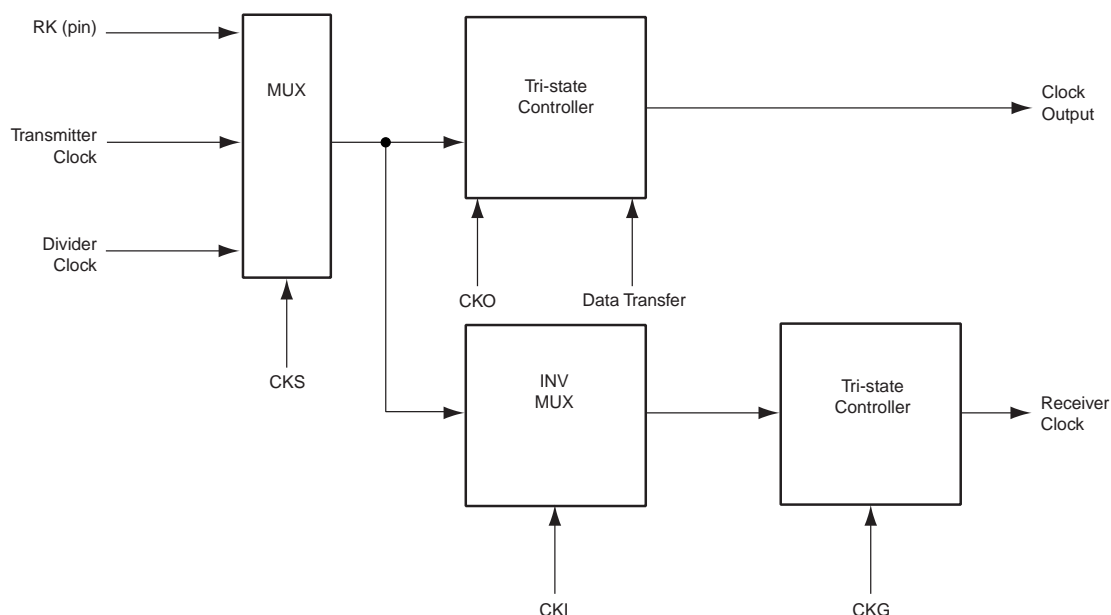 RK (pin)
MUX
Tri-state
Controller
Clock
Output
Transmitter
Clock
Divider
Clock
CKO
Data Transfer
CKS
INV
MUX
Tri-state
Controller
Receiver
Clock
CKI
CKG